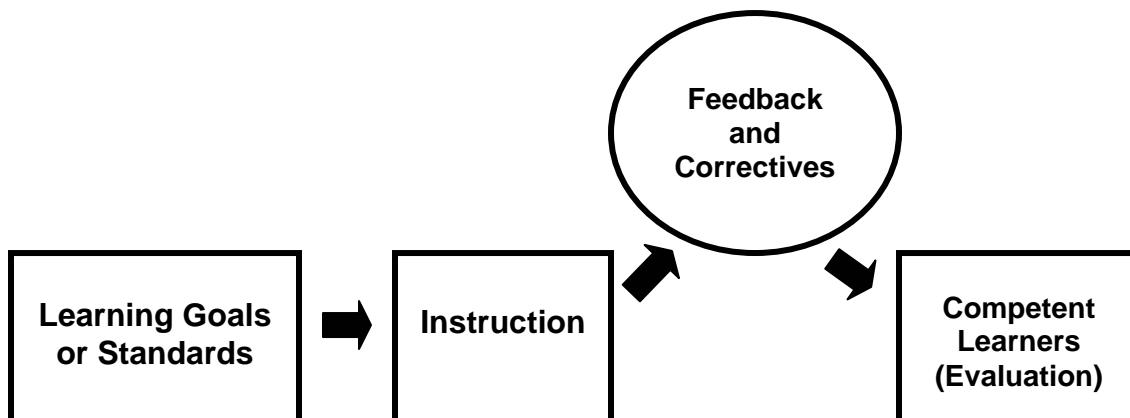 Learning Goals
or Standards
Instruction
Feedback
and
Correctives
Competent
Learners
(Evaluation)